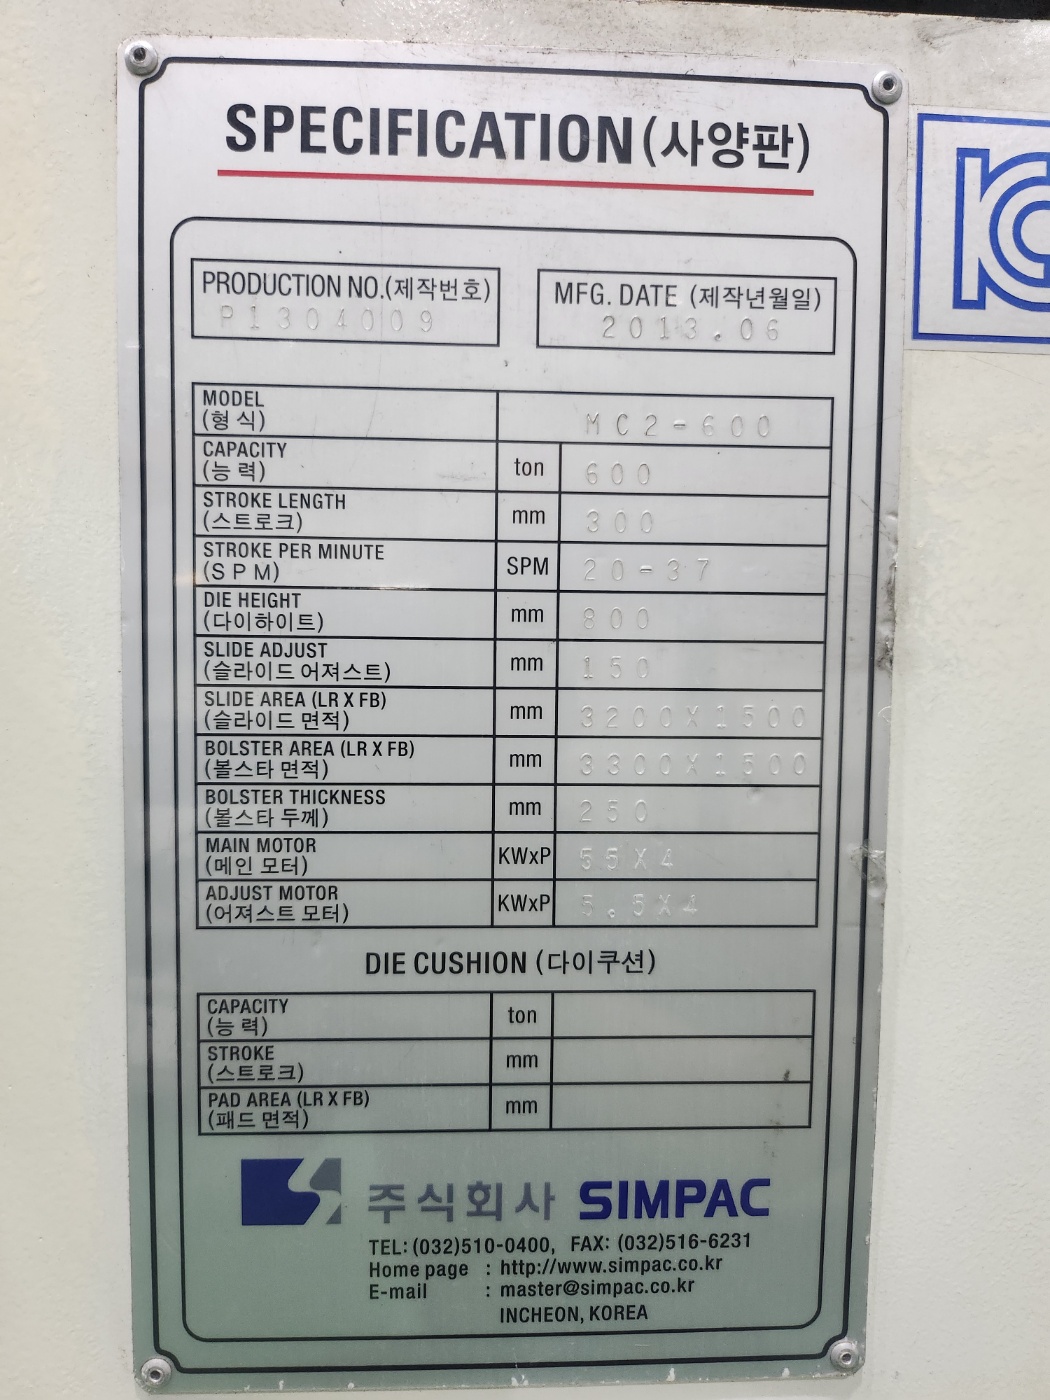 SPECIFICATION(사양판)
PRODUCTION NO.(제작번호)
P1304009
MFG. DATE (제작년월일)
2013.06
MODEL
(형 식)
MC2-600
CAPACITY
(능 력)
ton
600
STROKE LENGTH
(스트로크)
mm
300
STROKE PER MINUTE
(S P M)
SPM
20-37
DIE HEIGHT
(다이하이트)
mm
800
SLIDE ADJUST
(슬라이드 어져스트)
mm
150
SLIDE AREA (LR X FB)
(슬라이드 면적)
mm
3200X1500
BOLSTER AREA (LR X FB)
(볼스타 면적)
mm
3300X1500
BOLSTER THICKNESS
(볼스타 두께)
mm
250
MAIN MOTOR
(메인 모터)
KWxP
55X4
ADJUST MOTOR
(어져스트 모터)
KWxP
5.5X4
DIE CUSHION (다이쿠션)
CAPACITY
(능 력)
ton
STROKE
(스트로크)
mm
PAD AREA (LR X FB)
(패드 면적)
mm
주식회사 SIMPAC
TEL: (032)510-0400, FAX: (032)516-6231
Home page : http://www.simpac.co.kr
E-mail : master@simpac.co.kr
INCHEON, KOREA